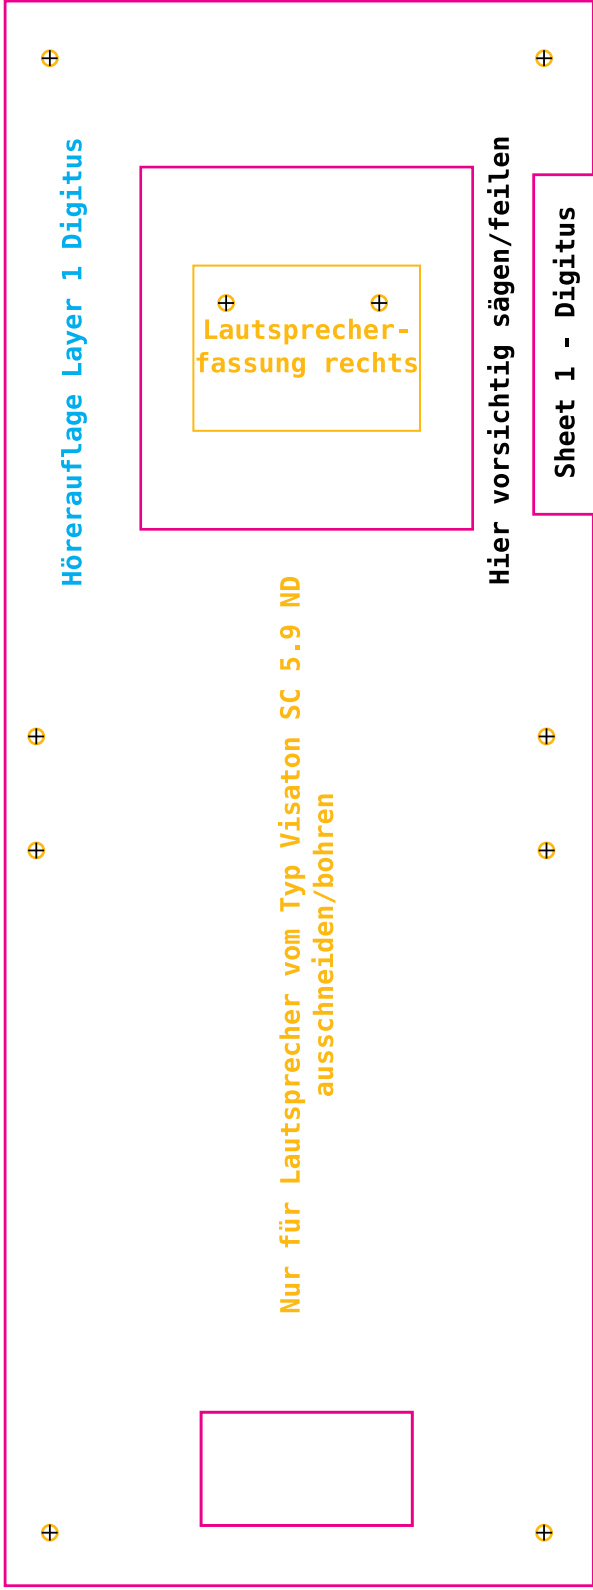 Hörerauflage Layer 1 Digitus
Lautsprecher-
fassung rechts
Hier vorsichtig sägen/feilen
Sheet 1 - Digitus
Nur für Lautsprecher vom Typ Visaton SC 5.9 ND
ausschneiden/bohren